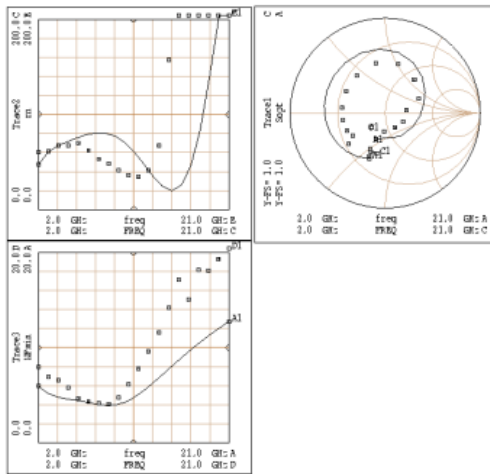 200.0 C
200.0 E
Trace2
rn
0.0
0.0
2.0 GHz freq 21.0 GHz E
2.0 GHz FREQ 21.0 GHz C
C
A
Trace1
Sopt
Y-FS= 1.0
Y-FS= 1.0
2.0 GHz freq 21.0 GHz A
2.0 GHz FREQ 21.0 GHz C
20.0 D
20.0 A
Trace3
NFmin
0.0
0.0
D1
A1
2.0 GHz freq 21.0 GHz A
2.0 GHz FREQ 21.0 GHz D